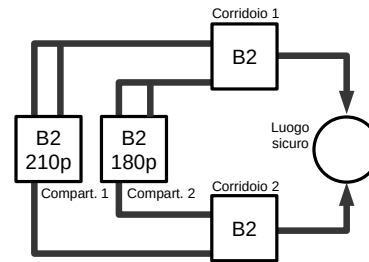 Corridoio 1
B2
B2
210p
B2
180p
Luogo
sicuro
Compart. 1
Compart. 2
Corridoio 2
B2